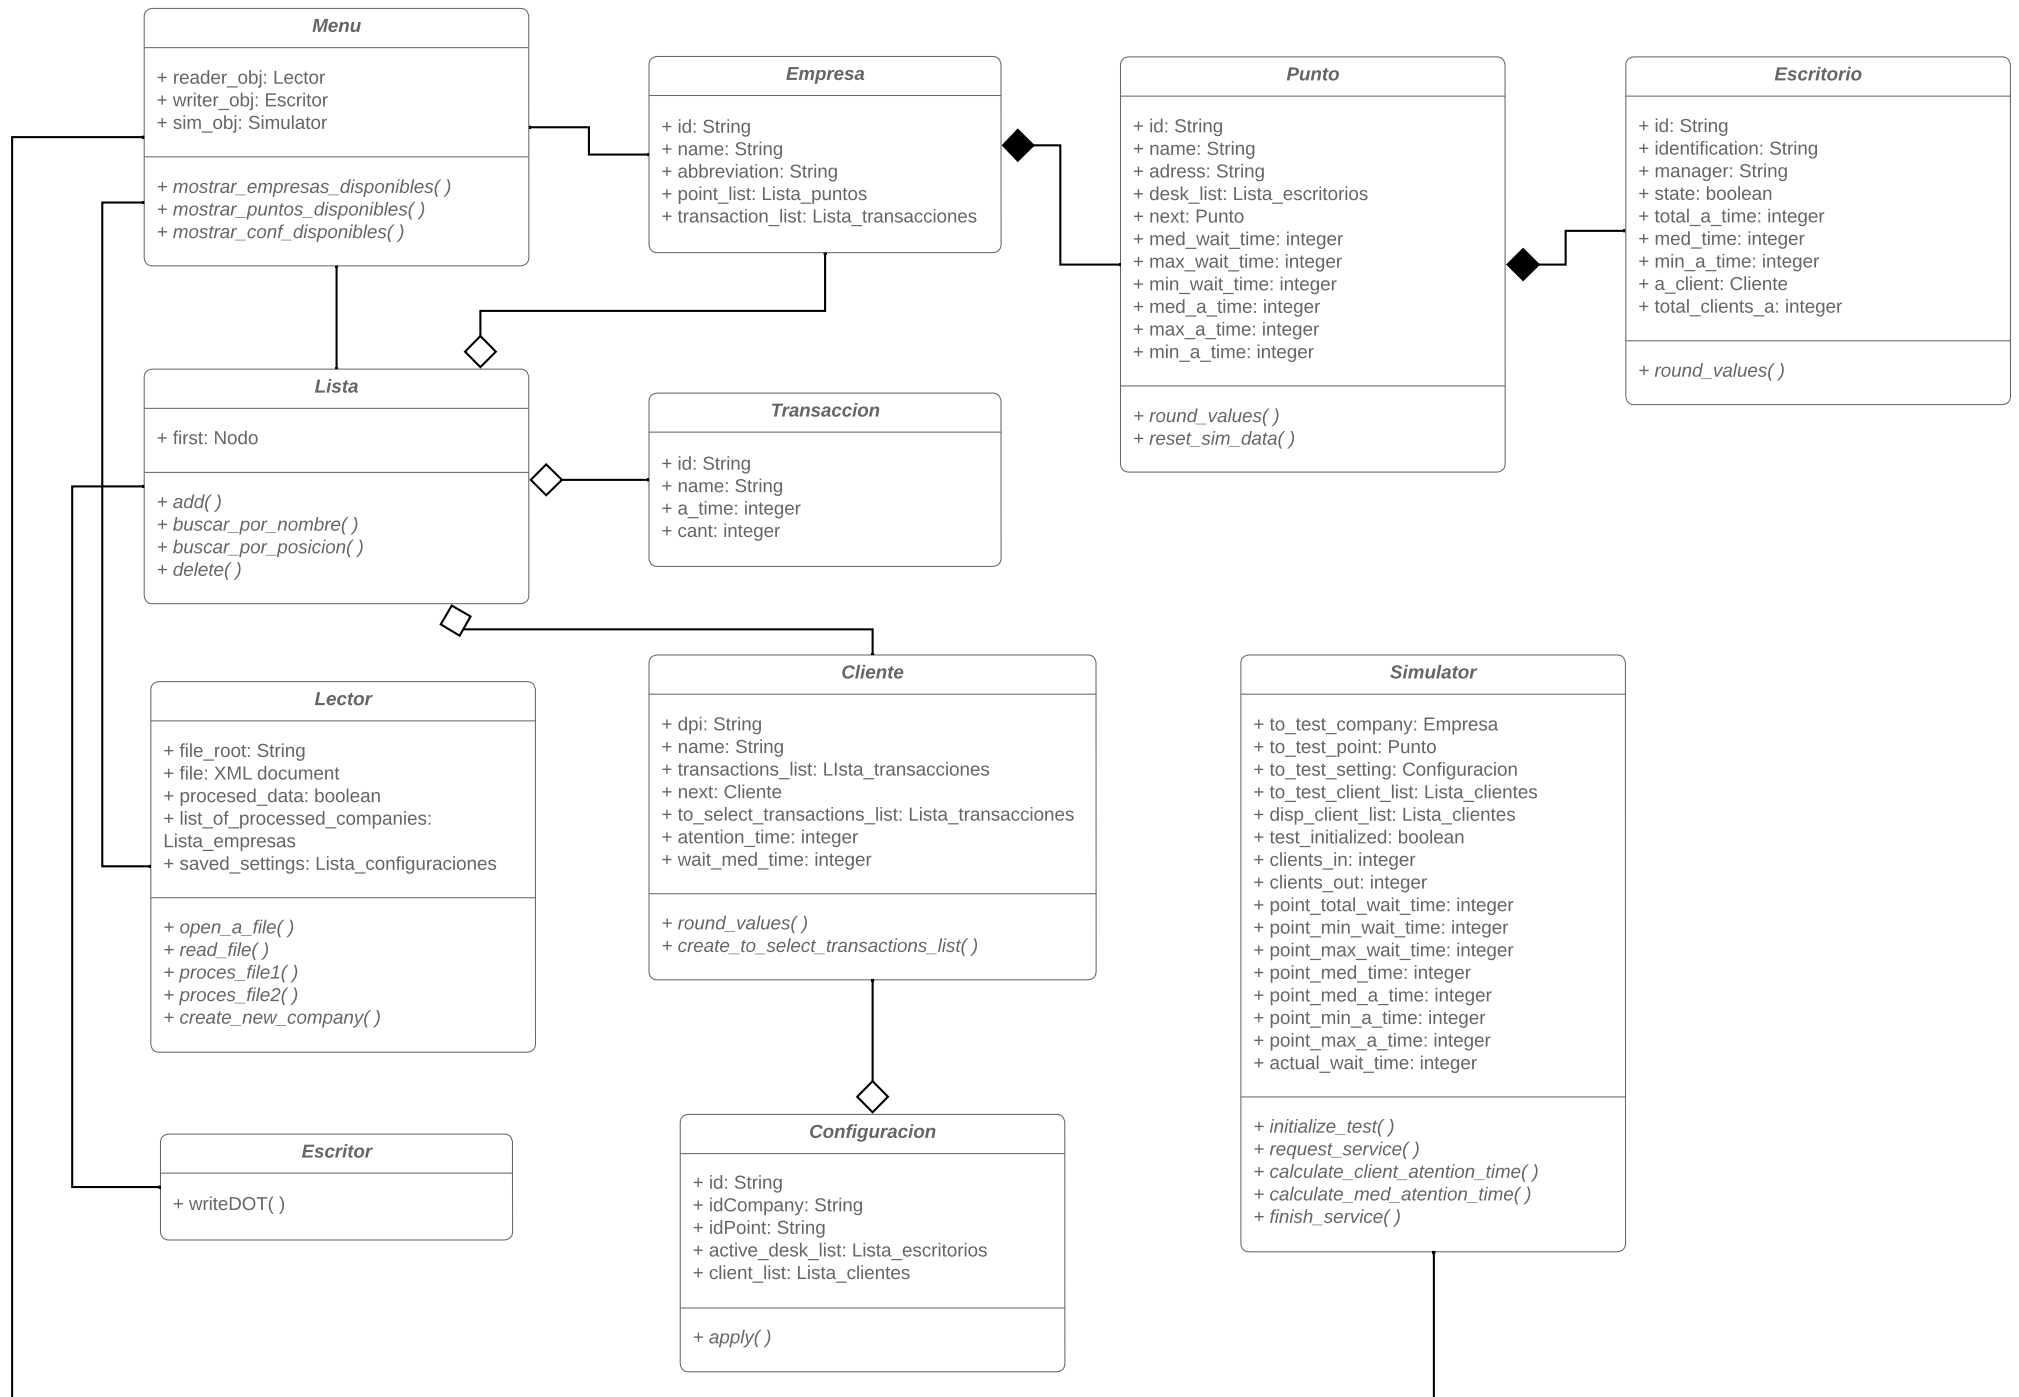 Menu
+ reader_obj: Lector
+ writer_obj: Escritor
+ sim_obj: Simulator
+ mostrar_empresas_disponibles( )
+ mostrar_puntos_disponibles( )
+ mostrar_conf_disponibles( )
Empresa
+ id: String
+ name: String
+ abbreviation: String
+ point_list: Lista_puntos
+ transaction_list: Lista_transacciones
Punto
+ id: String
+ name: String
+ adress: String
+ desk_list: Lista_escritorios
+ next: Punto
+ med_wait_time: integer
+ max_wait_time: integer
+ min_wait_time: integer
+ med_a_time: integer
+ max_a_time: integer
+ min_a_time: integer
+ round_values( )
+ reset_sim_data( )
Escritorio
+ id: String
+ identification: String
+ manager: String
+ state: boolean
+ total_a_time: integer
+ med_time: integer
+ min_a_time: integer
+ a_client: Cliente
+ total_clients_a: integer
+ round_values( )
Lista
+ first: Nodo
+ add( )
+ buscar_por_nombre( )
+ buscar_por_posicion( )
+ delete( )
Transaccion
+ id: String
+ name: String
+ a_time: integer
+ cant: integer
Lector
+ file_root: String
+ file: XML document
+ procesed_data: boolean
+ list_of_processed_companies:
Lista_empresas
+ saved_settings: Lista_configuraciones
+ open_a_file( )
+ read_file( )
+ proces_file1( )
+ proces_file2( )
+ create_new_company( )
Cliente
+ dpi: String
+ name: String
+ transactions_list: LIsta_transacciones
+ next: Cliente
+ to_select_transactions_list: Lista_transacciones
+ atention_time: integer
+ wait_med_time: integer
+ round_values( )
+ create_to_select_transactions_list( )
Simulator
+ to_test_company: Empresa
+ to_test_point: Punto
+ to_test_setting: Configuracion
+ to_test_client_list: Lista_clientes
+ disp_client_list: Lista_clientes
+ test_initialized: boolean
+ clients_in: integer
+ clients_out: integer
+ point_total_wait_time: integer
+ point_min_wait_time: integer
+ point_max_wait_time: integer
+ point_med_time: integer
+ point_med_a_time: integer
+ point_min_a_time: integer
+ point_max_a_time: integer
+ actual_wait_time: integer
+ initialize_test( )
+ request_service( )
+ calculate_client_atention_time( )
+ calculate_med_atention_time( )
+ finish_service( )
Escritor
+ writeDOT( )
Configuracion
+ id: String
+ idCompany: String
+ idPoint: String
+ active_desk_list: Lista_escritorios
+ client_list: Lista_clientes
+ apply( )